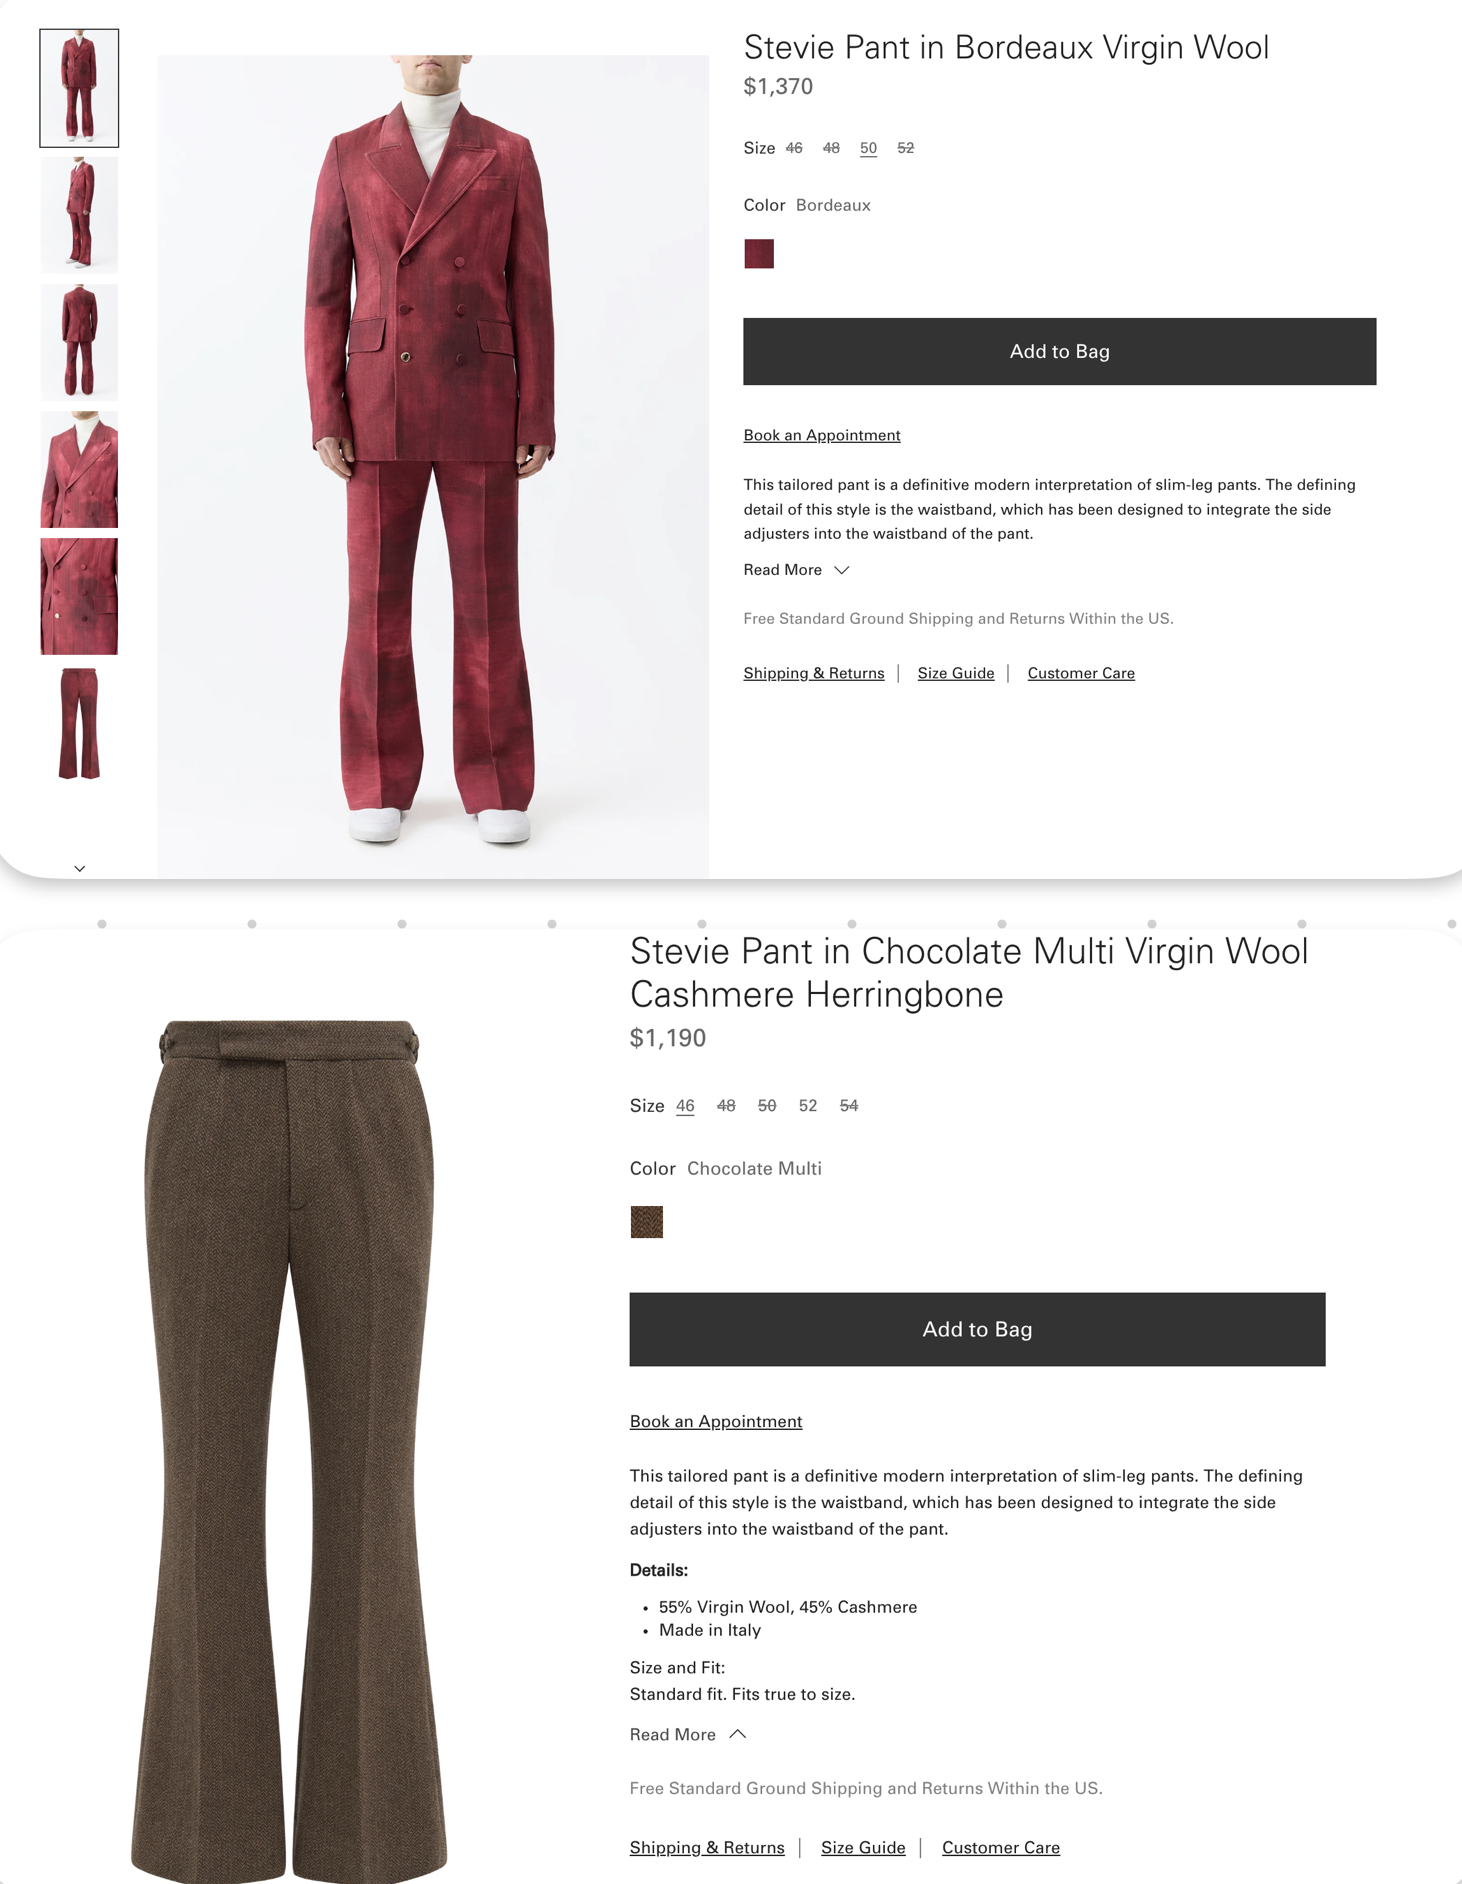 Stevie Pant in Bordeaux Virgin Wool
$1,370
Size 46 48 50 52
Color Bordeaux
Add to Bag
Book an Appointment
This tailored pant is a definitive modern interpretation of slim-leg pants. The defining
detail of this style is the waistband, which has been designed to integrate the side
adjusters into the waistband of the pant.
Read More
Free Standard Ground Shipping and Returns Within the US.
Shipping & Returns | Size Guide | Customer Care
Stevie Pant in Chocolate Multi Virgin Wool
Cashmere Herringbone
$1,190
Size 46 48 50 52 54
Color Chocolate Multi
Add to Bag
Book an Appointment
This tailored pant is a definitive modern interpretation of slim-leg pants. The defining
detail of this style is the waistband, which has been designed to integrate the side
adjusters into the waistband of the pant.
Details:
• 55% Virgin Wool, 45% Cashmere
• Made in Italy
Size and Fit:
Standard fit. Fits true to size.
Read More
Free Standard Ground Shipping and Returns Within the US.
Shipping & Returns | Size Guide | Customer Care